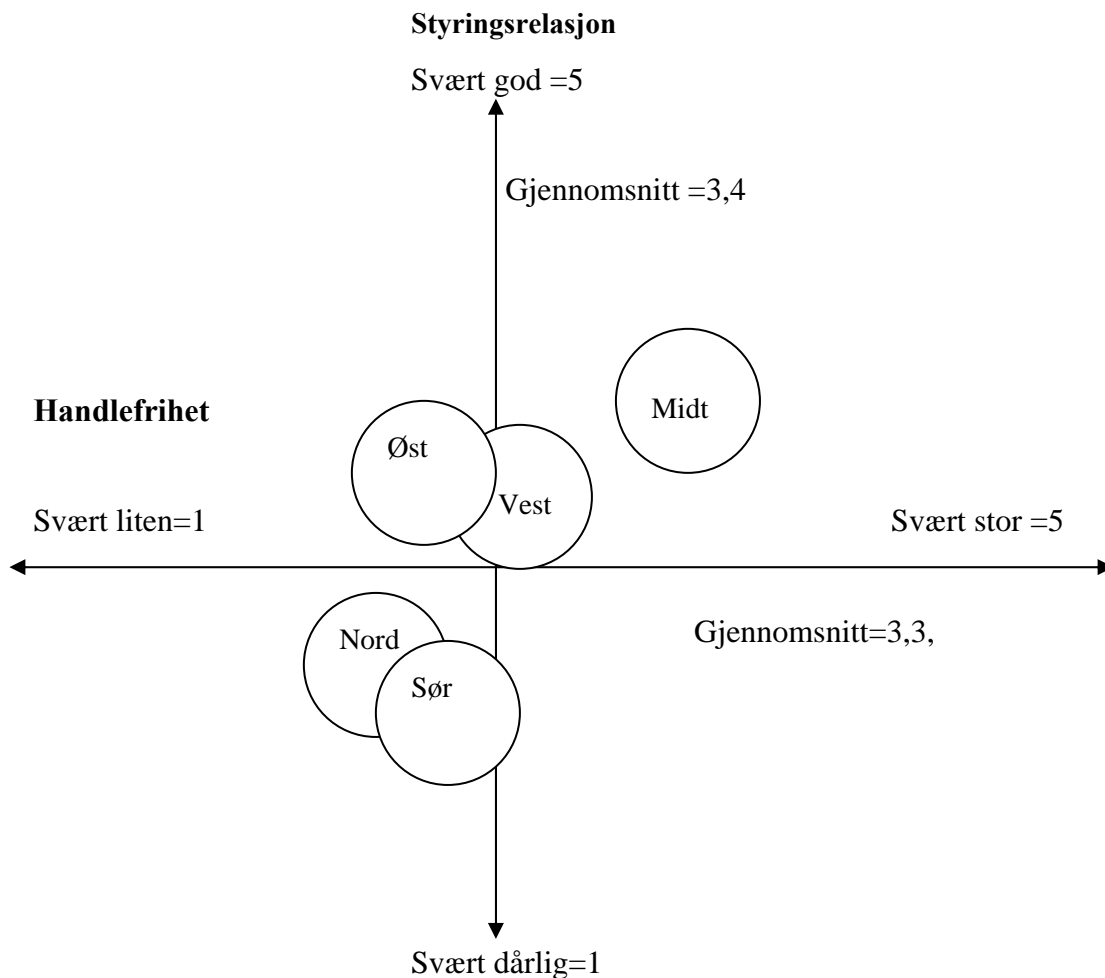 Styringsrelasjon
Svært god =5
Gjennomsnitt =3,4
Midt
Handlefrihet
Øst
Vest
Svært liten=1
Svært stor =5
Nord
Gjennomsnitt=3,3,
Sør
Svært dårlig=1